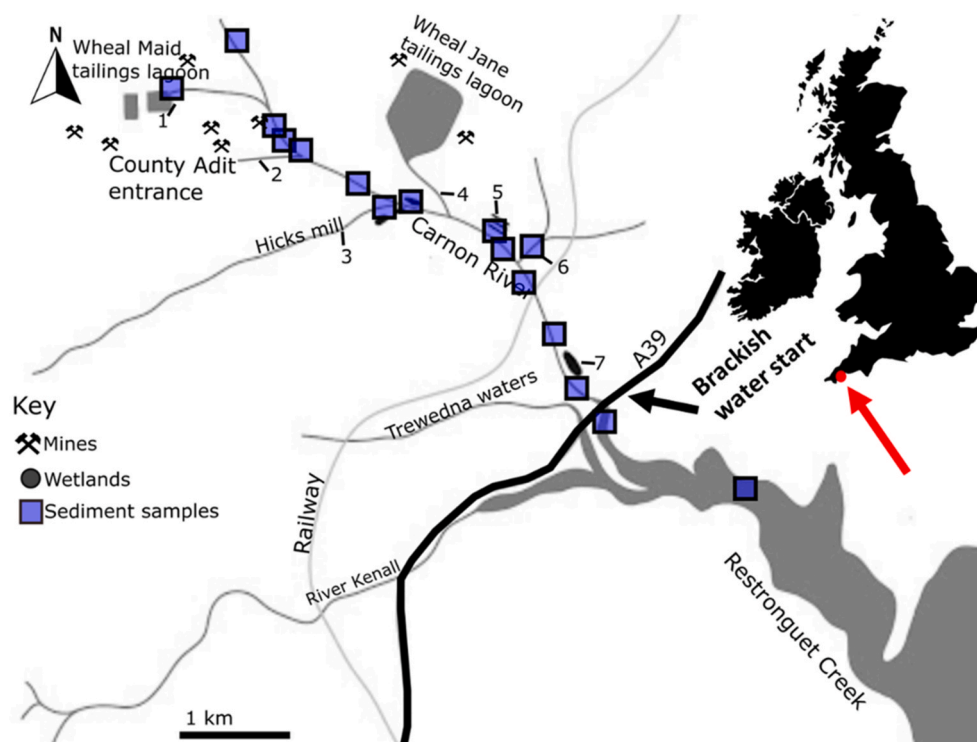 N
Wheal Maid
tailings lagoon
Wheal Jane
tailings lagoon
1
County Adit
entrance
2
Hicks mill
3
4
Carnon River
5
6
7
A39
Brackish
water start
Trewedna waters
Key
Mines
Wetlands
Sediment samples
Railway
River Kenall
Restronguet Creek
1 km